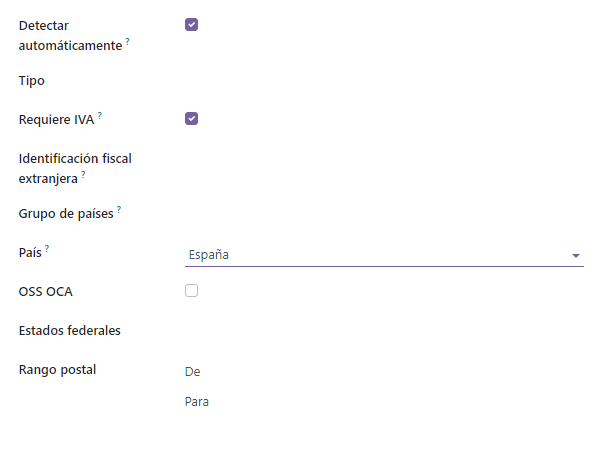 Detectar
automáticamente ?
Tipo
Requiere IVA ?
Identificación fiscal
extranjera ?
Grupo de países ?
País ? España
OSS OCA
Estados federales
Rango postal De
Para